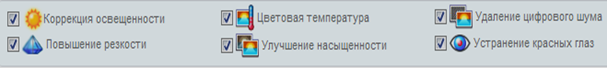 Коррекция освещенности
Цветовая температура
Удаление цифрового шума
Повышение резкости
Улучшение насыщенности
Устранение красных глаз